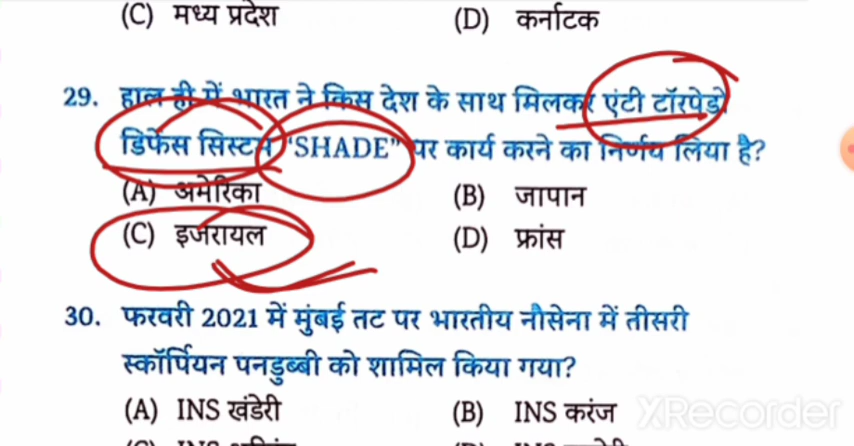 (C) मध्य प्रदेश (D) कर्नाटक
29. हाल ही में भारत ने किस देश के साथ मिलकर एंटी टॉरपेडो
डिफेंस सिस्टम "SHADE" पर कार्य करने का निर्णय लिया है?
(A) अमेरिका (B) जापान
(C) इजरायल (D) फ्रांस
30. फरवरी 2021 में मुंबई तट पर भारतीय नौसेना में तीसरी
स्कॉर्पियन पनडुब्बी को शामिल किया गया?
(A) INS खंडेरी (B) INS करंज
XRecorder